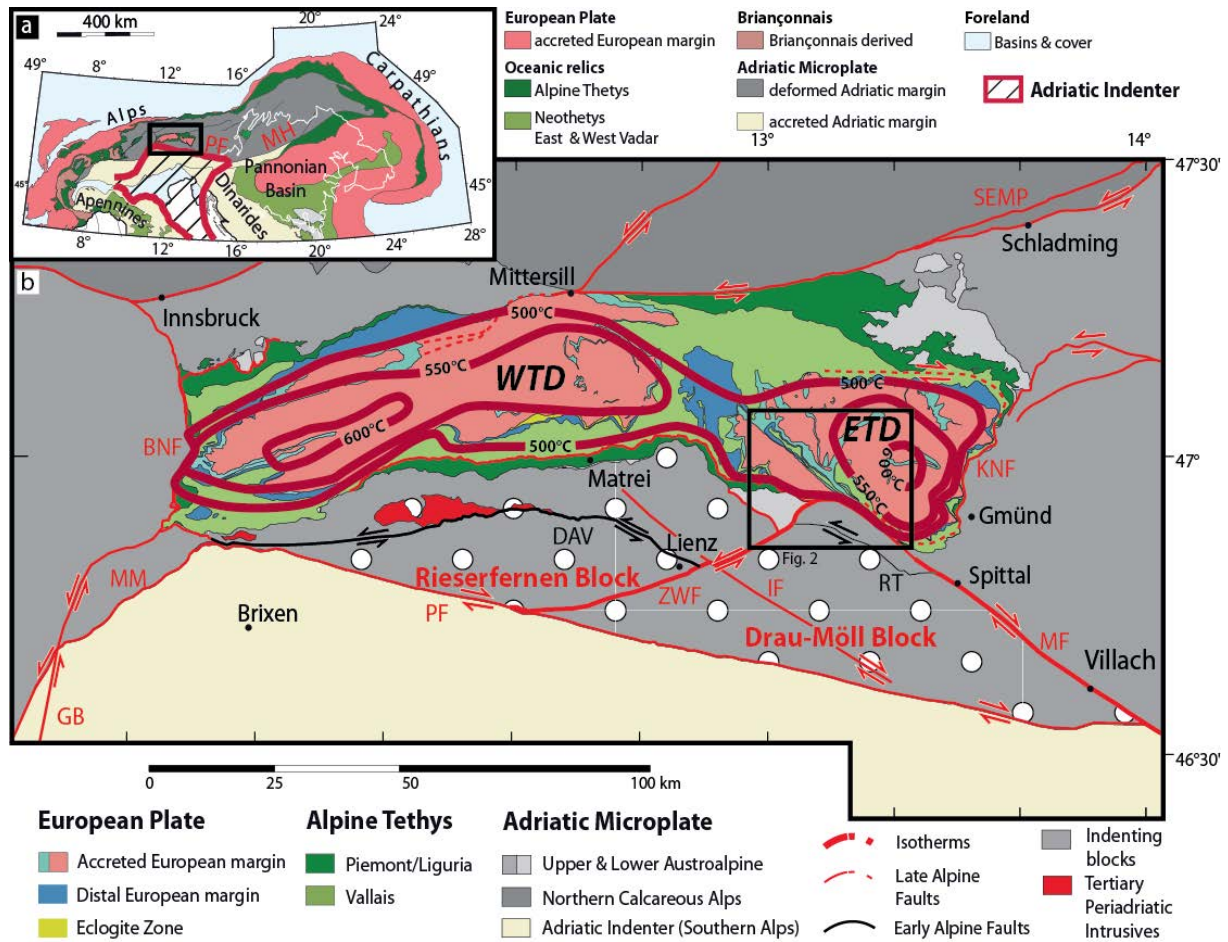 a
400 km
20°
24°
16°
12°
8°
49°
49°
45°
45°
8°
12°
16°
20°
24°
28°
Alps
Carpathians
PF
MH
Pannonian
Basin
Dinarides
Apennines
European Plate
accreted European margin
Oceanic relics
Alpine Thetys
Neothetys
East & West Vadar
Briançonnais
Briançonnais derived
Adriatic Microplate
deformed Adriatic margin
accreted Adriatic margin
Foreland
Basins & cover
Adriatic Indenter
13°
14°
47°30'
47°
46°30'
b
SEMP
Schladming
Mittersill
Innsbruck
500°C
550°C
WTD
600°C
500°C
500°C
ETD
600°C
550°C
BNF
KNF
Matrei
Gmünd
DAV
Lienz
Fig. 2
MM
Rieserfernen Block
ZWF
IF
RT
Spittal
Brixen
PF
Drau-Möll Block
MF
Villach
GB
0
25
50
100 km
European Plate
Accreted European margin
Distal European margin
Eclogite Zone
Alpine Tethys
Piemont/Liguria
Vallais
Adriatic Microplate
Upper & Lower Austroalpine
Northern Calcareous Alps
Adriatic Indenter (Southern Alps)
Isotherms
Late Alpine
Faults
Early Alpine Faults
Indenting
blocks
Tertiary
Periadriatic
Intrusives